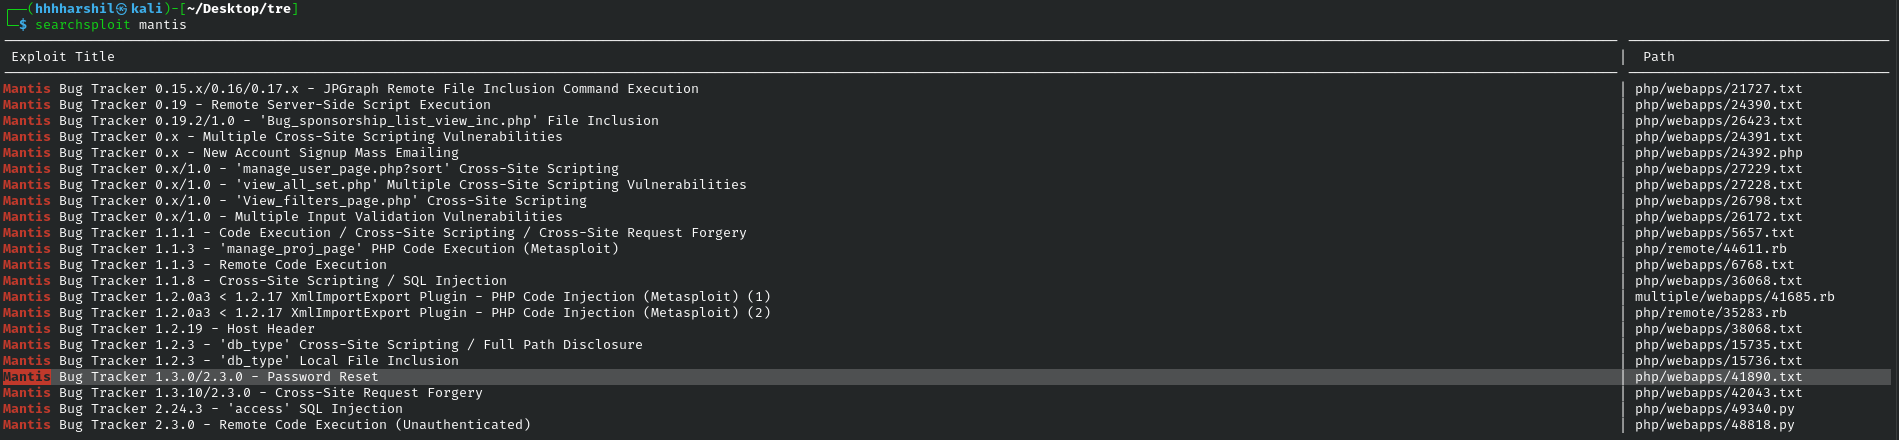 ┌──(hhhharshil㉿kali)-[~/Desktop/tre]
└─$ searchsploit mantis
Exploit Title | Path
Mantis Bug Tracker 0.15.x/0.16/0.17.x - JPGraph Remote File Inclusion Command Execution | php/webapps/21727.txt
Mantis Bug Tracker 0.19 - Remote Server-Side Script Execution | php/webapps/24390.txt
Mantis Bug Tracker 0.19.2/1.0 - 'Bug_sponsorship_list_view_inc.php' File Inclusion | php/webapps/26423.txt
Mantis Bug Tracker 0.x - Multiple Cross-Site Scripting Vulnerabilities | php/webapps/24391.txt
Mantis Bug Tracker 0.x - New Account Signup Mass Emailing | php/webapps/24392.php
Mantis Bug Tracker 0.x/1.0 - 'manage_user_page.php?sort' Cross-Site Scripting | php/webapps/27229.txt
Mantis Bug Tracker 0.x/1.0 - 'view_all_set.php' Multiple Cross-Site Scripting Vulnerabilities | php/webapps/27228.txt
Mantis Bug Tracker 0.x/1.0 - 'View_filters_page.php' Cross-Site Scripting | php/webapps/26798.txt
Mantis Bug Tracker 0.x/1.0 - Multiple Input Validation Vulnerabilities | php/webapps/26172.txt
Mantis Bug Tracker 1.1.1 - Code Execution / Cross-Site Scripting / Cross-Site Request Forgery | php/webapps/5657.txt
Mantis Bug Tracker 1.1.3 - 'manage_proj_page' PHP Code Execution (Metasploit) | php/remote/44611.rb
Mantis Bug Tracker 1.1.3 - Remote Code Execution | php/webapps/6768.txt
Mantis Bug Tracker 1.1.8 - Cross-Site Scripting / SQL Injection | php/webapps/36068.txt
Mantis Bug Tracker 1.2.0a3 < 1.2.17 XmlImportExport Plugin - PHP Code Injection (Metasploit) (1) | multiple/webapps/41685.rb
Mantis Bug Tracker 1.2.0a3 < 1.2.17 XmlImportExport Plugin - PHP Code Injection (Metasploit) (2) | php/remote/35283.rb
Mantis Bug Tracker 1.2.19 - Host Header | php/webapps/38068.txt
Mantis Bug Tracker 1.2.3 - 'db_type' Cross-Site Scripting / Full Path Disclosure | php/webapps/15735.txt
Mantis Bug Tracker 1.2.3 - 'db_type' Local File Inclusion | php/webapps/15736.txt
Mantis Bug Tracker 1.3.0/2.3.0 - Password Reset | php/webapps/41890.txt
Mantis Bug Tracker 1.3.10/2.3.0 - Cross-Site Request Forgery | php/webapps/42043.txt
Mantis Bug Tracker 2.24.3 - 'access' SQL Injection | php/webapps/49340.py
Mantis Bug Tracker 2.3.0 - Remote Code Execution (Unauthenticated) | php/webapps/48818.py